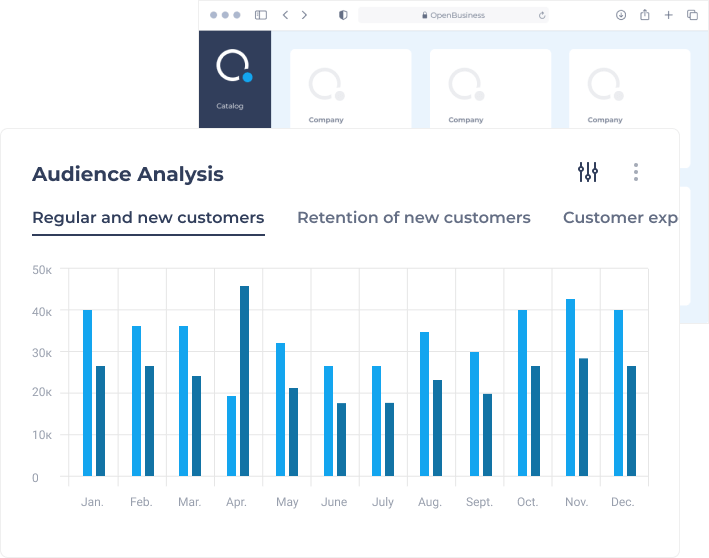 OpenBusiness
Catalog
Company
Company
Company
Audience Analysis
Regular and new customers
Retention of new customers
Customer exp
50к
40к
30к
20к
10к
0
Jan.
Feb.
Mar.
Apr.
May
June
July
Aug.
Sept.
Oct.
Nov.
Dec.